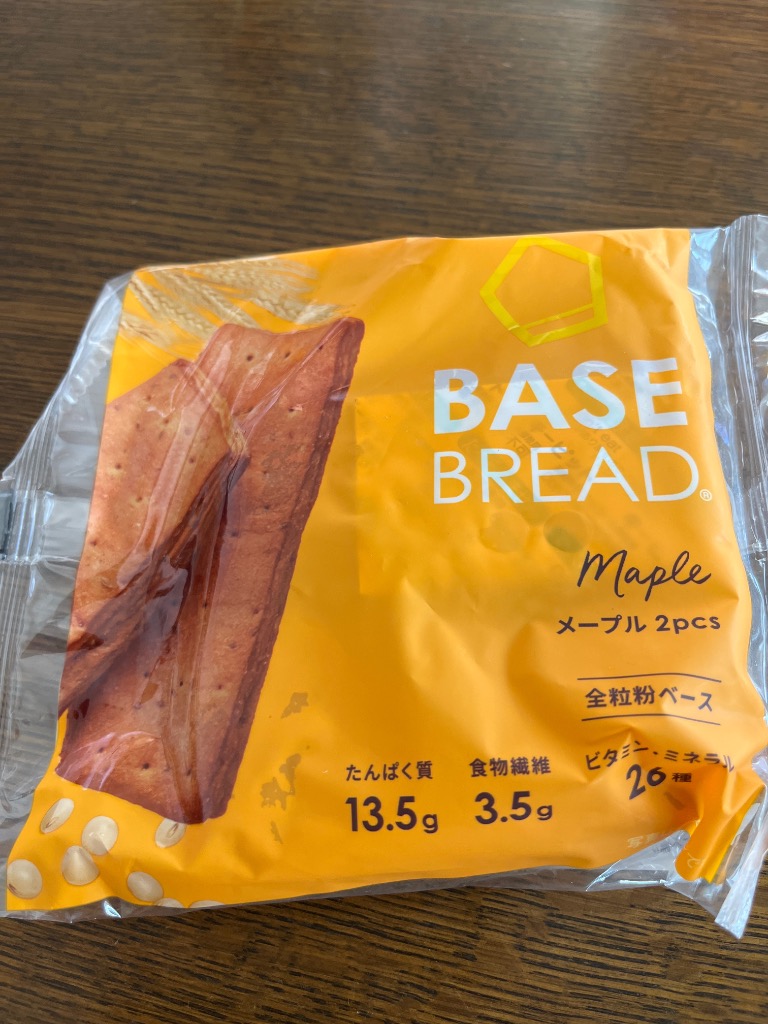 BASE
BREAD®
Maple
メープル 2pcs
全粒粉ベース
たんぱく質
13.5g
食物繊維
3.5g
ビタミン・ミネラル
26種